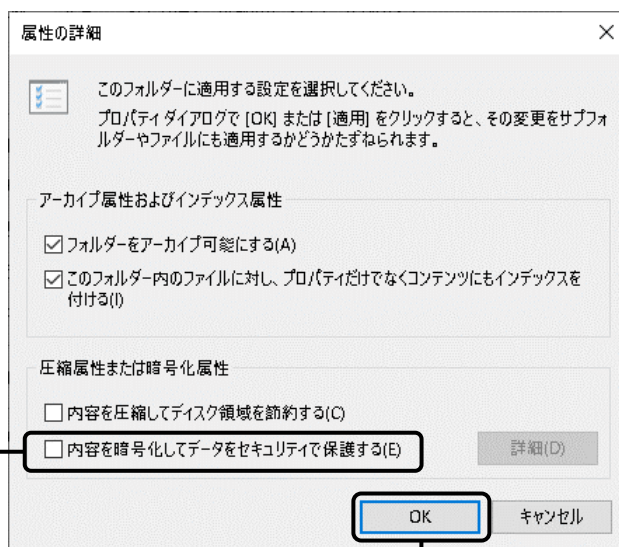 属性の詳細
このフォルダーに適用する設定を選択してください。
プロパティ ダイアログで [OK] または [適用] をクリックすると、その変更をサブフォ
ルダーやファイルにも適用するかどうかたずねられます。
アーカイブ属性およびインデックス属性
フォルダーをアーカイブ可能にする(A)
このフォルダー内のファイルに対し、プロパティだけでなくコンテンツにもインデックスを
付ける(I)
圧縮属性または暗号化属性
内容を圧縮してディスク領域を節約する(C)
内容を暗号化してデータをセキュリティで保護する(E)
詳細(D)
OK
キャンセル